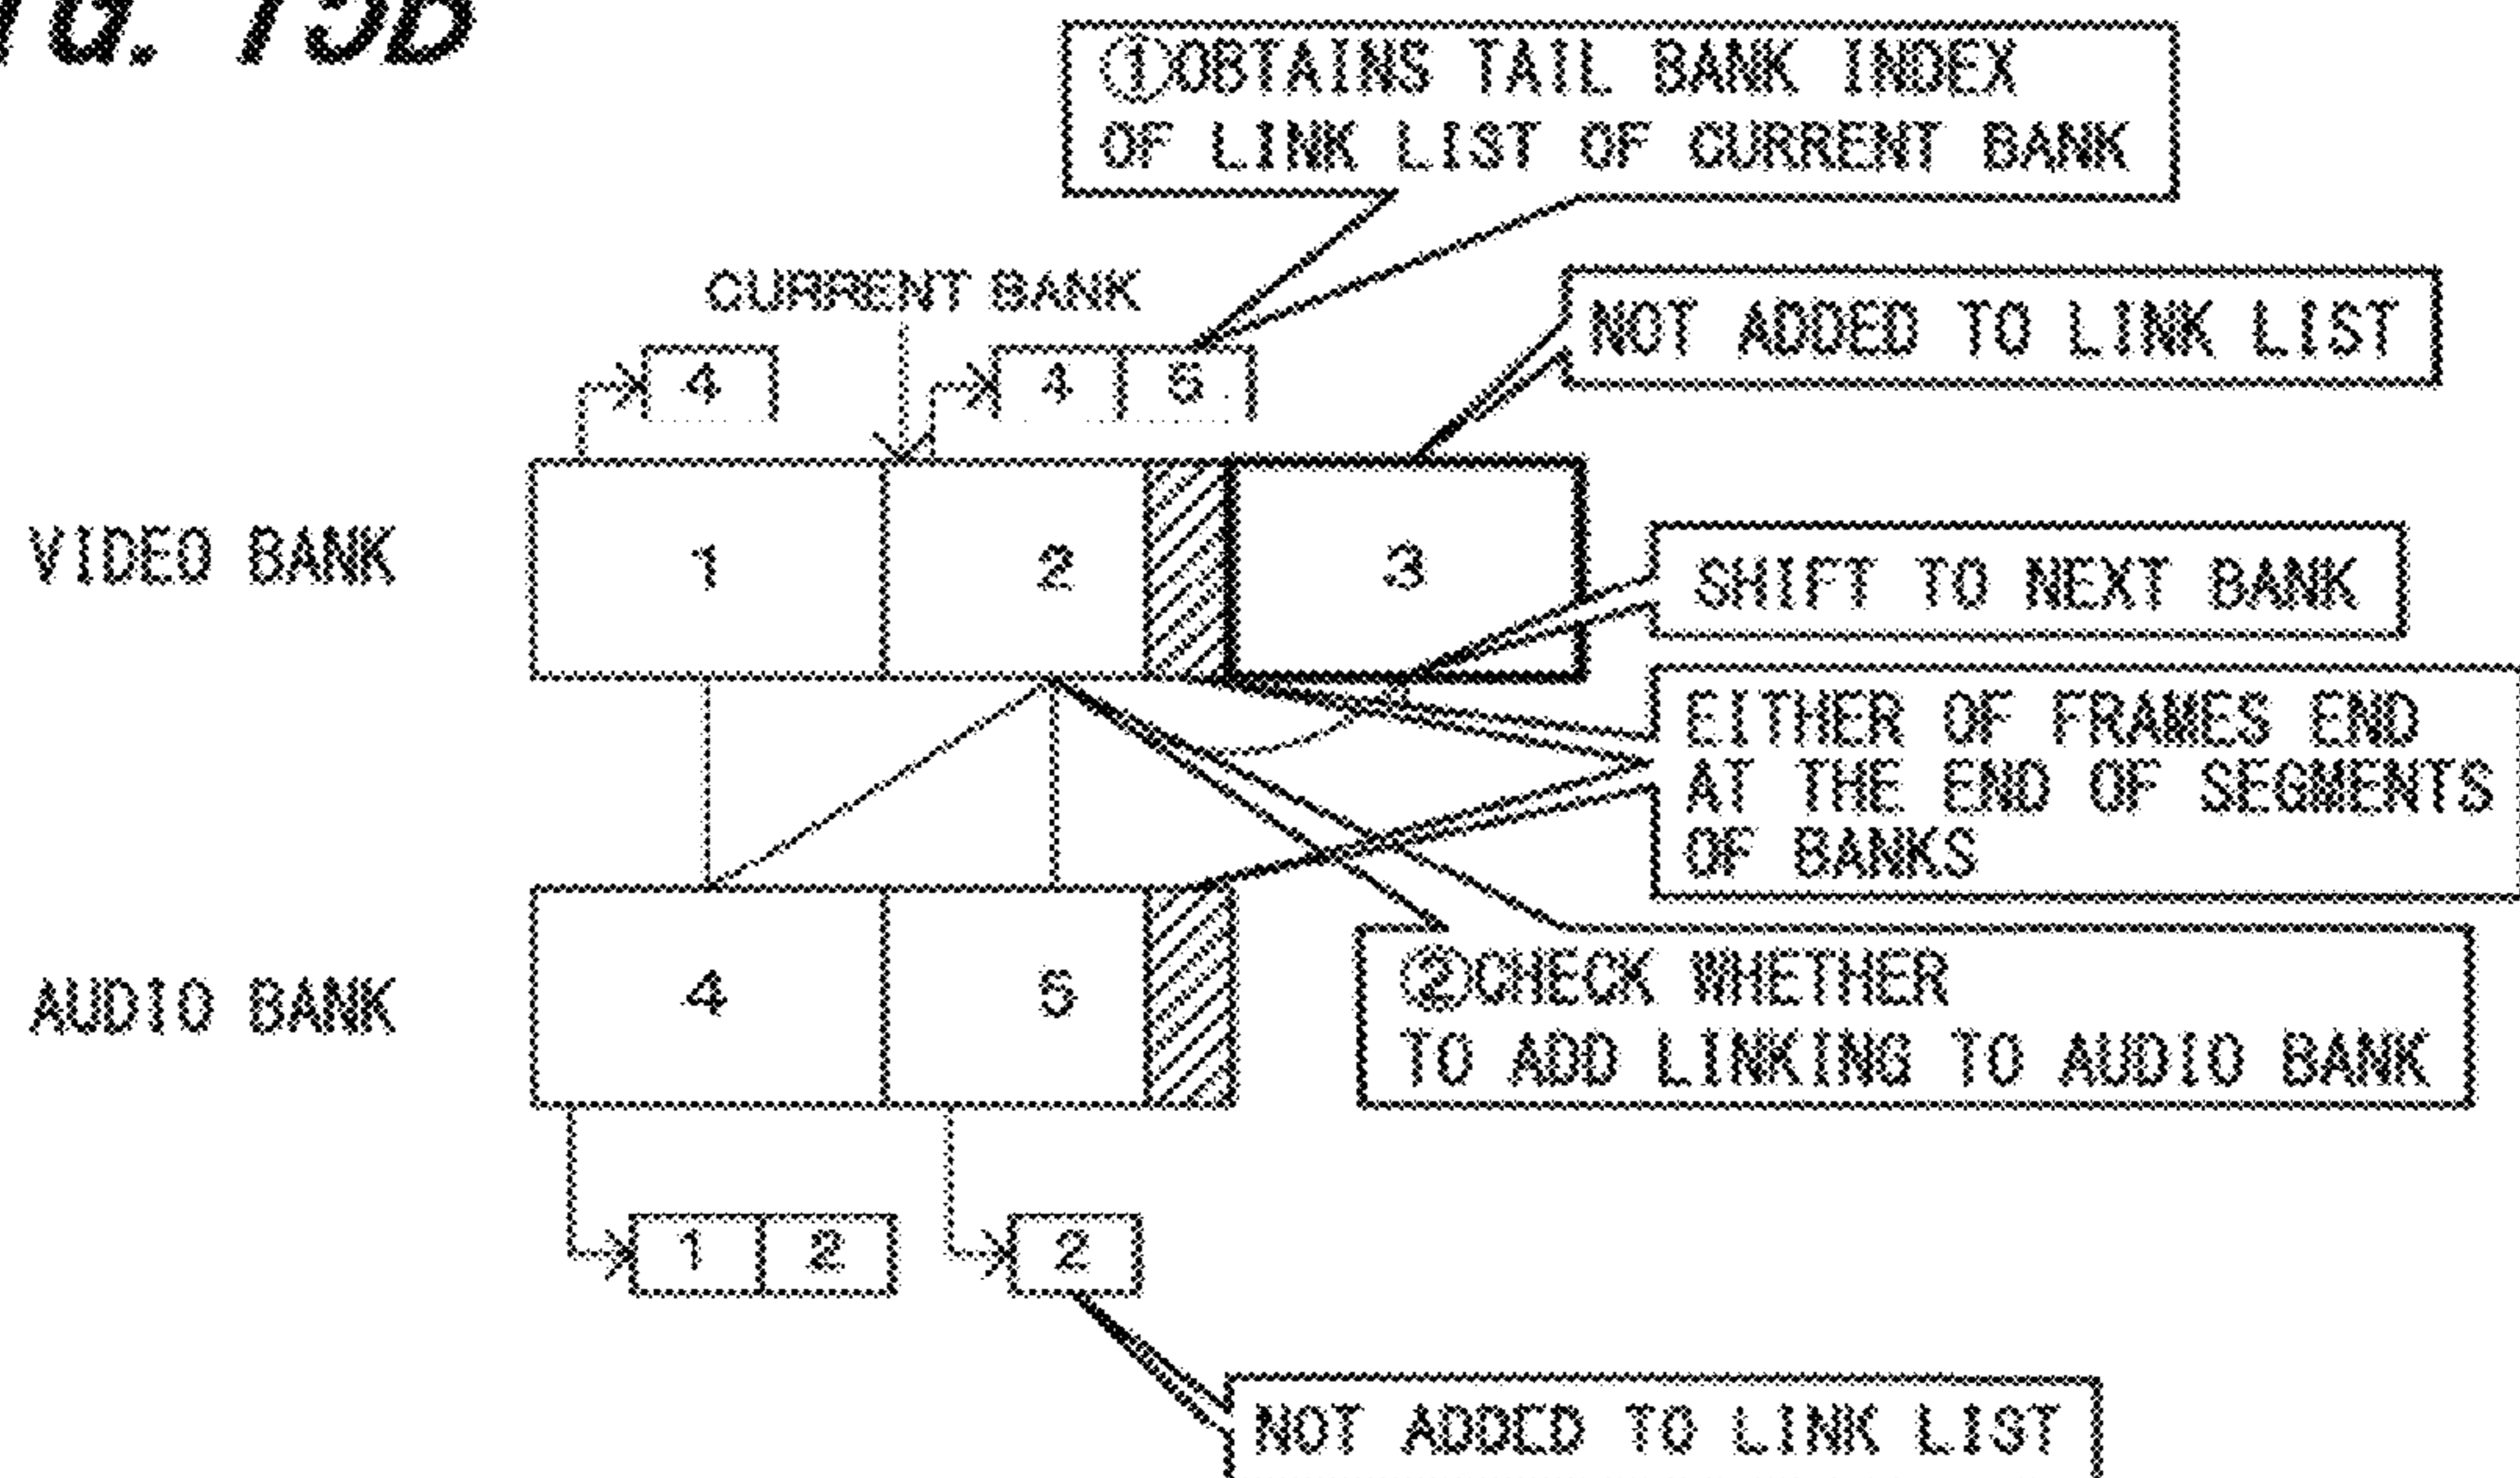 FIG. 15B
①OBTAINS TAIL BANK INDEX
OF LINK LIST OF CURRENT BANK
CURRENT BANK
NOT ADDED TO LINK LIST
4
4 5
VIDEO BANK
1 2 3
SHIFT TO NEXT BANK
EITHER OF FRAMES END
AT THE END OF SEGMENTS
OF BANKS
AUDIO BANK
4 5
②CHECK WHETHER
TO ADD LINKING TO AUDIO BANK
1 2
2
NOT ADDED TO LINK LIST